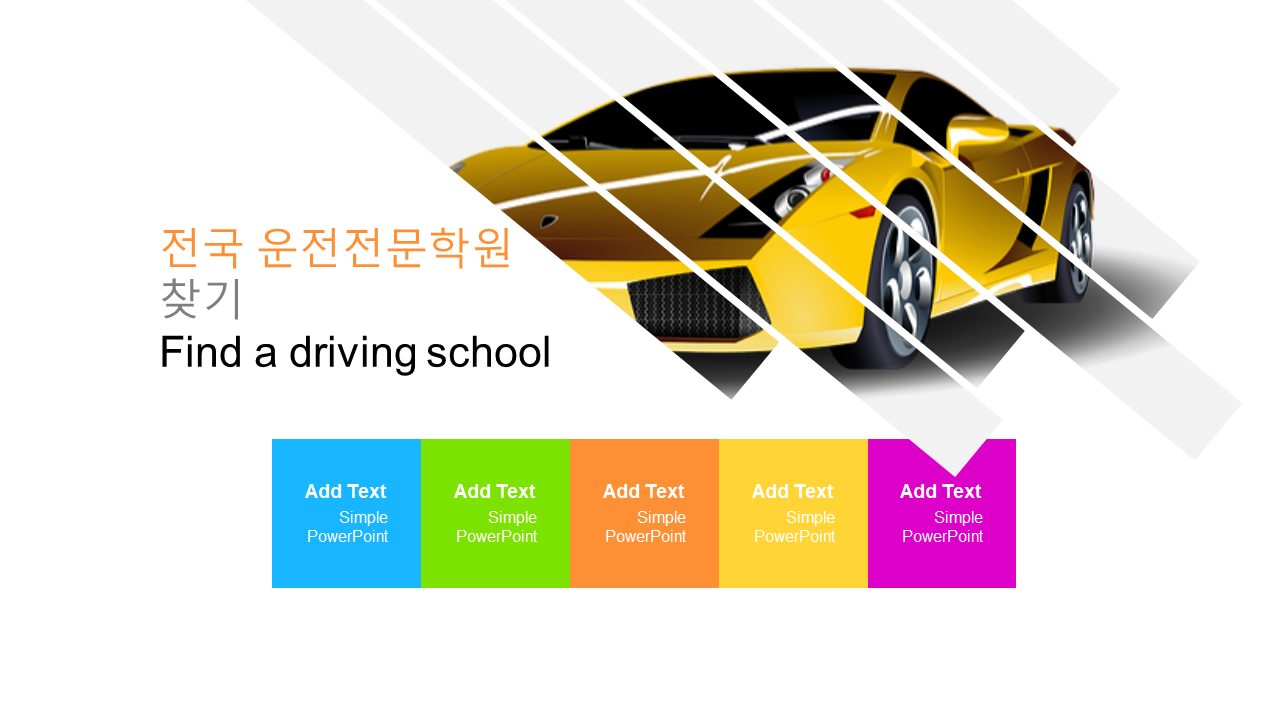 전국 운전전문학원
찾기
Find a driving school
Add Text
Simple
PowerPoint
Add Text
Simple
PowerPoint
Add Text
Simple
PowerPoint
Add Text
Simple
PowerPoint
Add Text
Simple
PowerPoint